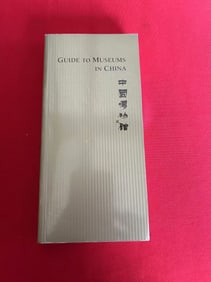 GUIDE TO MUSEUMS
IN CHINA
中
國
博
物
館